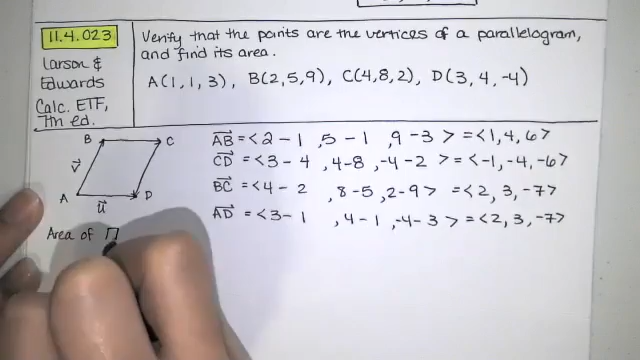 11.4.023
Larson &
Edwards
Calc. ETF,
7th ed.
Verify that the points are the vertices of a parallelogram,
and find its area.
A(1, 1, 3), B(2, 5, 9), C(4, 8, 2), D(3, 4, -4)
B C
v
A D
u
Area of
AB = <2 - 1, 5 - 1, 9 - 3> = <1, 4, 6>
CD = <3 - 4, 4 - 8, -4 - 2> = <-1, -4, -6>
BC = <4 - 2, 8 - 5, 2 - 9> = <2, 3, -7>
AD = <3 - 1, 4 - 1, -4 - 3> = <2, 3, -7>